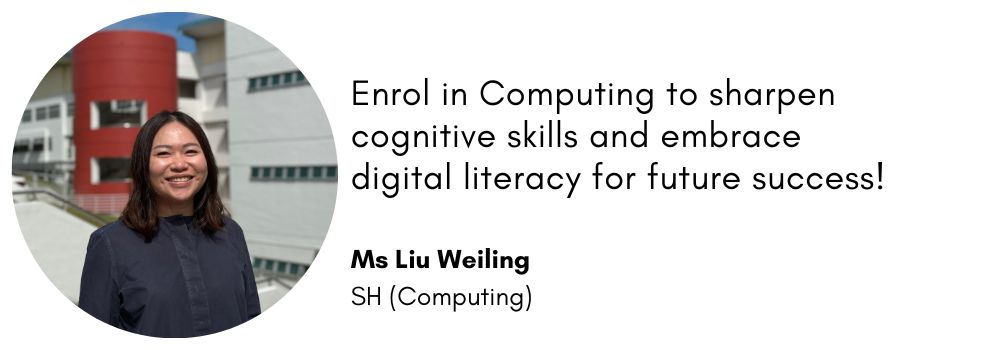 Enrol in Computing to sharpen
cognitive skills and embrace
digital literacy for future success!
Ms Liu Weiling
SH (Computing)